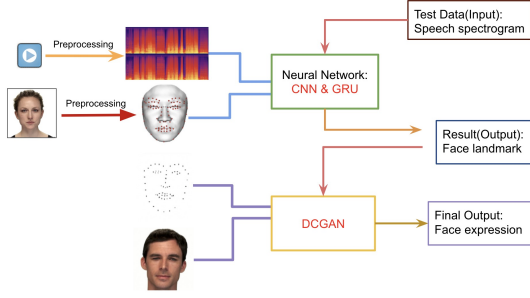 Test Data(Input):
Speech spectrogram
Preprocessing
Neural Network:
CNN & GRU
Preprocessing
Result(Output):
Face landmark
DCGAN
Final Output:
Face expression